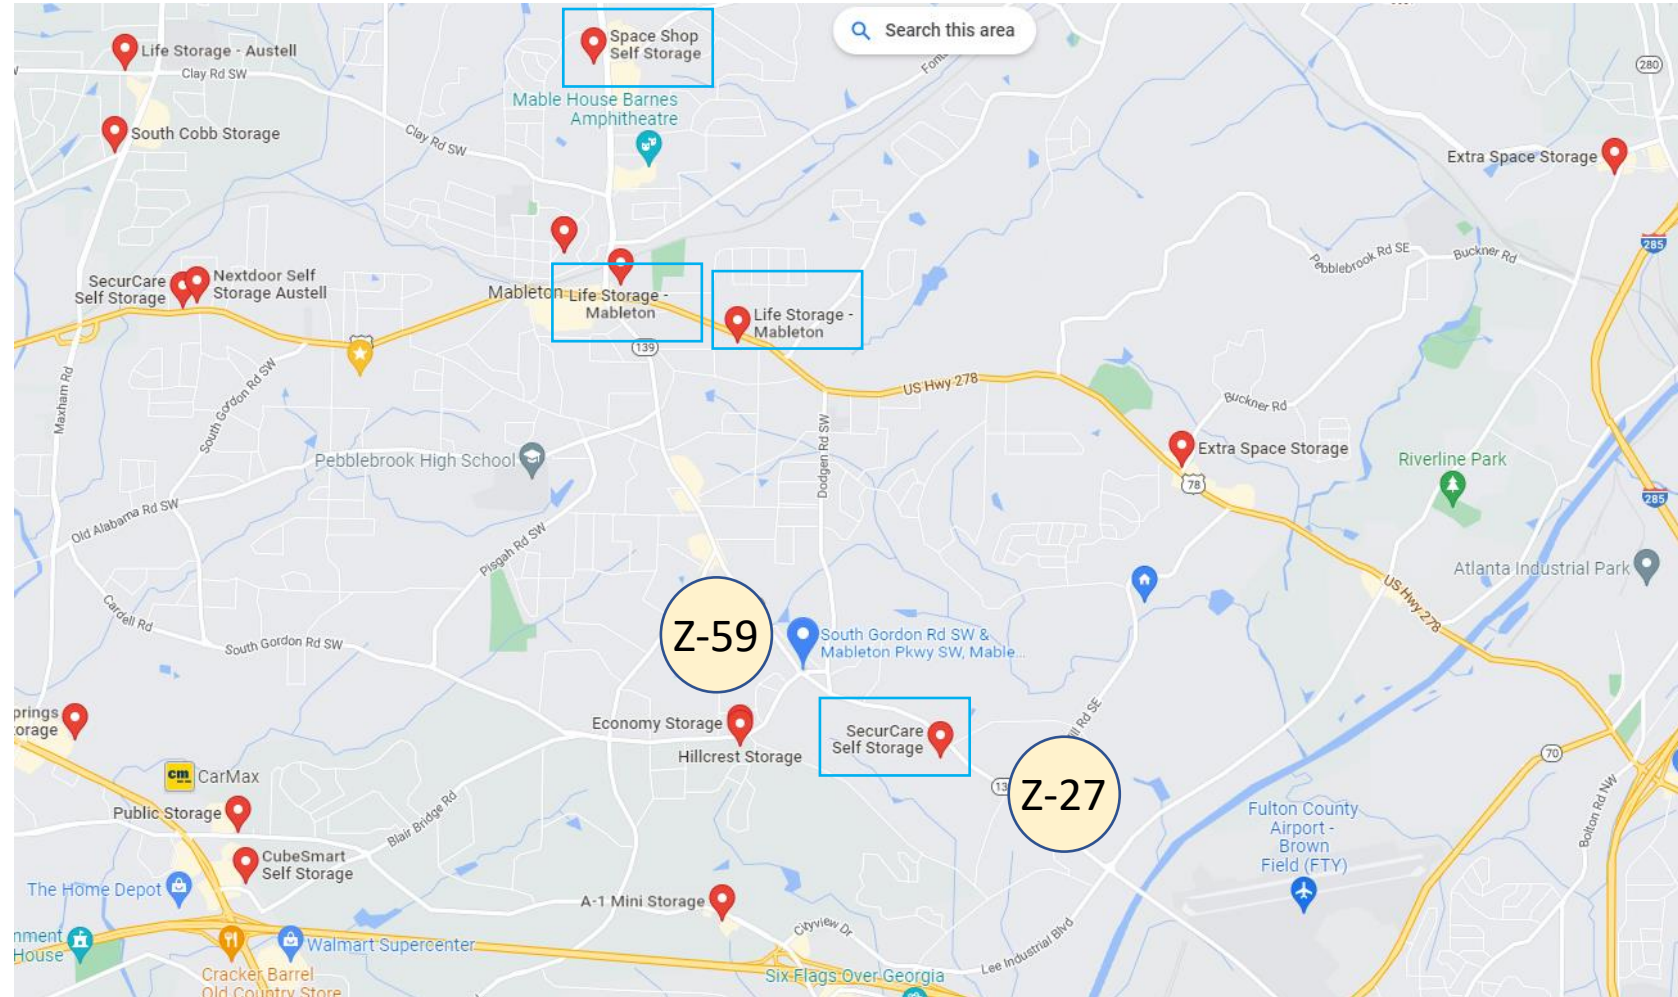 Space Shop
Self Storage
Search this area
Life Storage - Austell
Clay Rd SW
280
Mable House Barnes
Amphitheatre
South Cobb Storage
Clay Rd SW
Extra Space Storage
285
Pebblebrook Rd SE
Buckner Rd
SecurCare
Self Storage
Nextdoor Self
Storage Austell
Mableton
Life Storage -
Mableton
Life Storage -
Mableton
139
Maxham Rd
South Gordon Rd SW
US Hwy 278
Buckner Rd
Dodgen Rd SW
Pebblebrook High School
Extra Space Storage
78
Riverline Park
285
Old Alabama Rd SW
Pisgah Rd SW
Atlanta Industrial Park
US Hwy 278
Cardell Rd
South Gordon Rd SW
Z-59
South Gordon Rd SW &
Mableton Pkwy SW, Mable...
prings
orage
Economy Storage
Hillcrest Storage
SecurCare
Self Storage
ill Rd SE
70
cm CarMax
13
Z-27
Public Storage
Blair Bridge Rd
Fulton County
Airport -
Brown
Field (FTY)
Bolton Rd NW
CubeSmart
Self Storage
The Home Depot
A-1 Mini Storage
Cityview Dr
Lee Industrial Blvd
nment
House
Walmart Supercenter
Cracker Barrel
Old Country Store
Six Flags Over Georgia